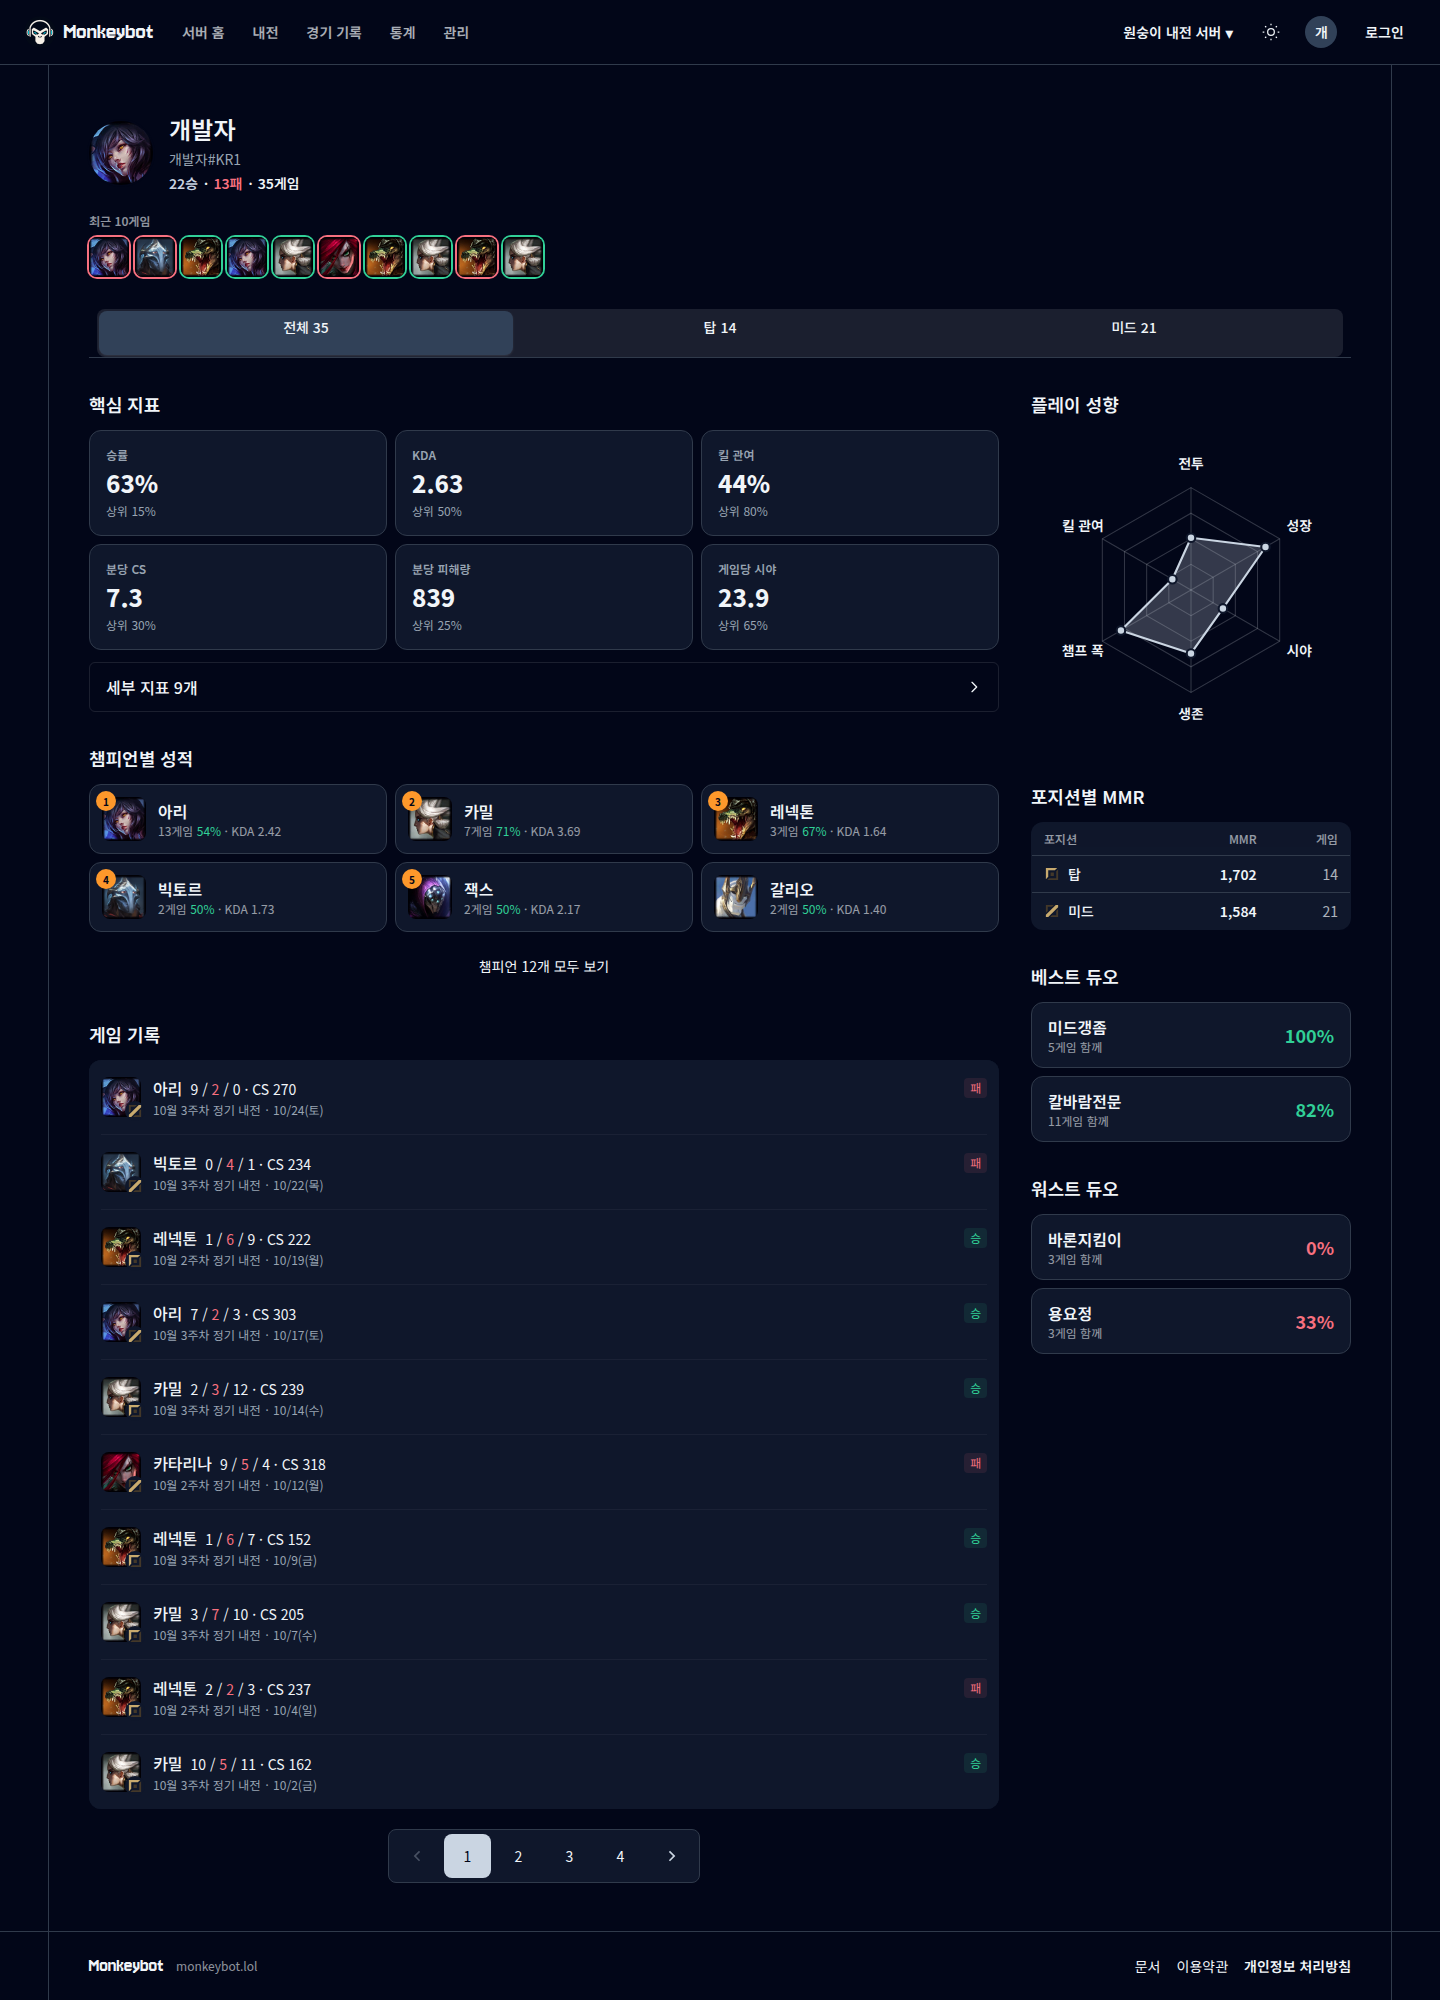 Monkeybot 서버 홈 내전 경기 기록 통계 관리 원숭이 내전 서버 ▾ 개 로그인
개발자
개발자#KR1
22승 · 13패 · 35게임
최근 10게임
전체 35 탑 14 미드 21
핵심 지표
승률
63%
상위 15%
KDA
2.63
상위 50%
킬 관여
44%
상위 80%
분당 CS
7.3
상위 30%
분당 피해량
839
상위 25%
게임당 시야
23.9
상위 65%
세부 지표 9개
챔피언별 성적
1
아리
13게임 54% · KDA 2.42
2
카밀
7게임 71% · KDA 3.69
3
레넥톤
3게임 67% · KDA 1.64
4
빅토르
2게임 50% · KDA 1.73
5
잭스
2게임 50% · KDA 2.17
갈리오
2게임 50% · KDA 1.40
챔피언 12개 모두 보기
게임 기록
아리 9 / 2 / 0 · CS 270 패
10월 3주차 정기 내전 · 10/24(토)
빅토르 0 / 4 / 1 · CS 234 패
10월 3주차 정기 내전 · 10/22(목)
레넥톤 1 / 6 / 9 · CS 222 승
10월 2주차 정기 내전 · 10/19(월)
아리 7 / 2 / 3 · CS 303 승
10월 3주차 정기 내전 · 10/17(토)
카밀 2 / 3 / 12 · CS 239 승
10월 3주차 정기 내전 · 10/14(수)
카타리나 9 / 5 / 4 · CS 318 패
10월 2주차 정기 내전 · 10/12(월)
레넥톤 1 / 6 / 7 · CS 152 승
10월 3주차 정기 내전 · 10/9(금)
카밀 3 / 7 / 10 · CS 205 승
10월 3주차 정기 내전 · 10/7(수)
레넥톤 2 / 2 / 3 · CS 237 패
10월 2주차 정기 내전 · 10/4(일)
카밀 10 / 5 / 11 · CS 162 승
10월 3주차 정기 내전 · 10/2(금)
1 2 3 4
플레이 성향
전투
킬 관여 성장
챔프 폭 시야
생존
포지션별 MMR
포지션 MMR 게임
탑 1,702 14
미드 1,584 21
베스트 듀오
미드갱좀 100%
5게임 함께
칼바람전문 82%
11게임 함께
워스트 듀오
바론지킴이 0%
3게임 함께
용요정 33%
3게임 함께
Monkeybot monkeybot.lol 문서 이용약관 개인정보 처리방침